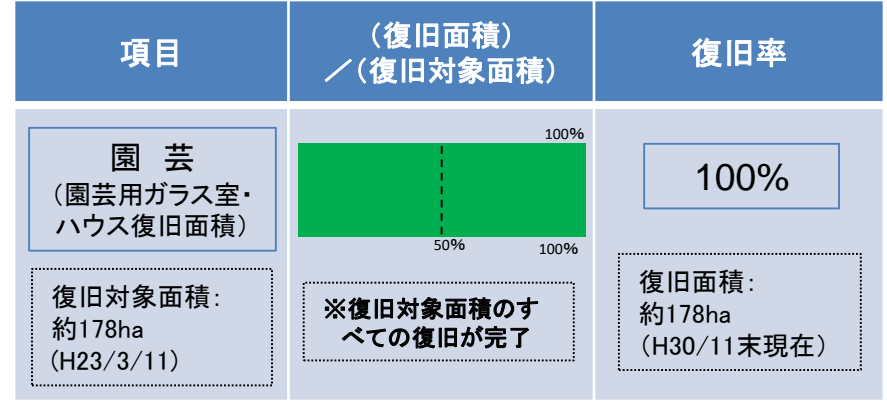 項目
（復旧面積）
／（復旧対象面積）
復旧率
園 芸
（園芸用ガラス室・
ハウス復旧面積）
復旧対象面積：
約178ha
（H23/3/11）
100%
50%
100%
※復旧対象面積のす
べての復旧が完了
100%
復旧面積：
約178ha
（H30/11末現在）